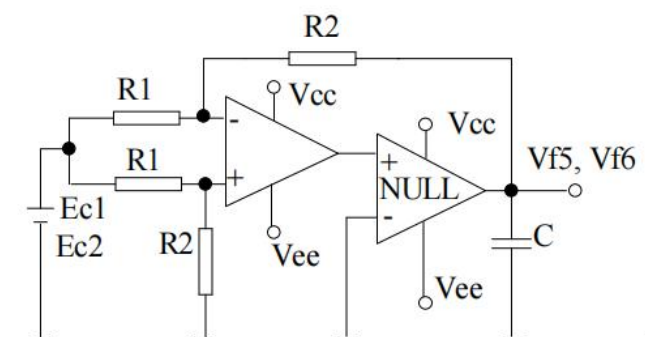 R2
R1
Vcc
-
Vcc
R1
Vf5, Vf6
+
+
NULL
Ec1
-
Ec2
R2
C
Vee
Vee